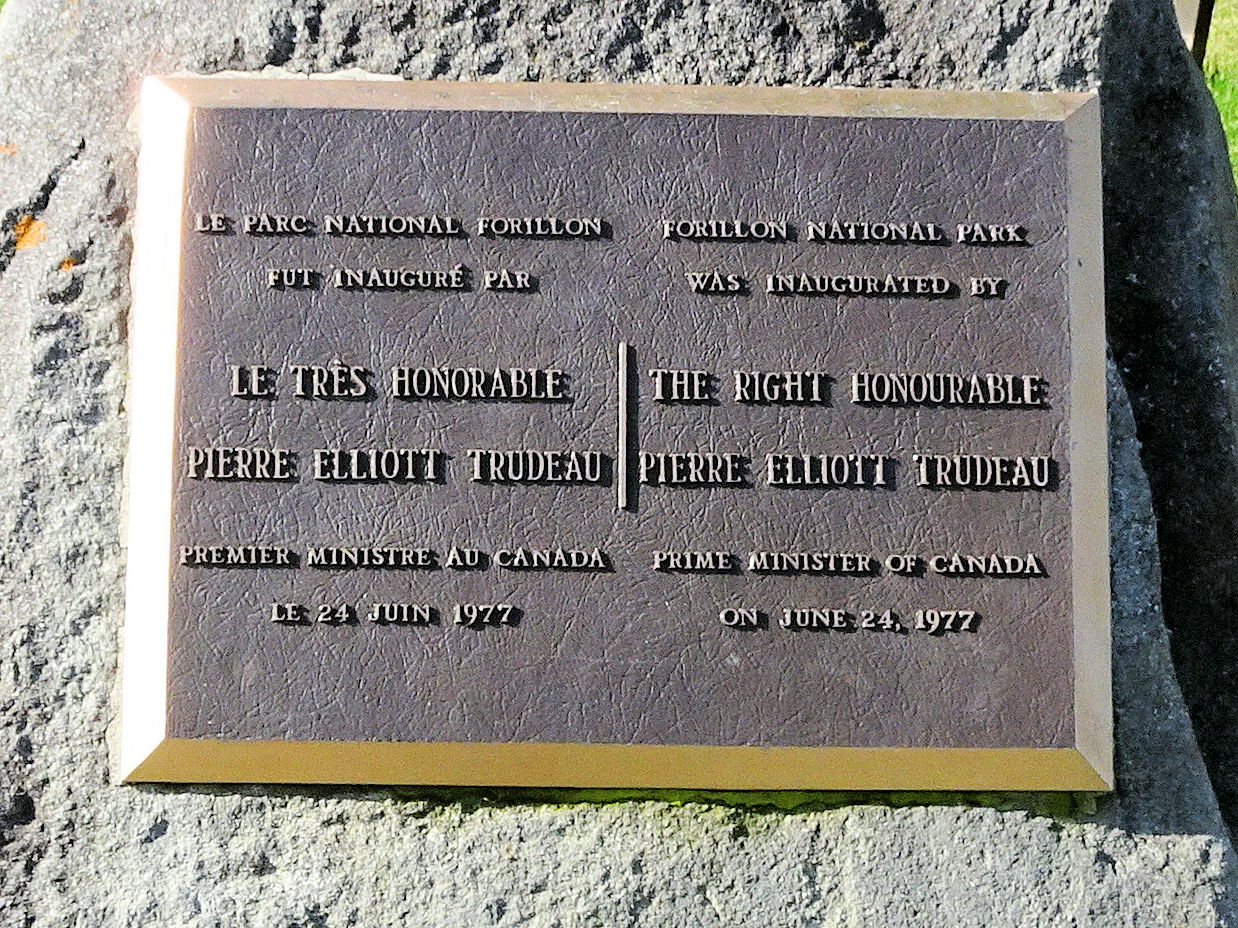 LE PARC NATIONAL FORILLON
FUT INAUGURÉ PAR
LE TRÈS HONORABLE
PIERRE ELLIOTT TRUDEAU
PREMIER MINISTRE AU CANADA
LE 24 JUIN 1977
FORILLON NATIONAL PARK
WAS INAUGURATED BY
THE RIGHT HONOURABLE
PIERRE ELLIOTT TRUDEAU
PRIME MINISTER OF CANADA
ON JUNE 24, 1977